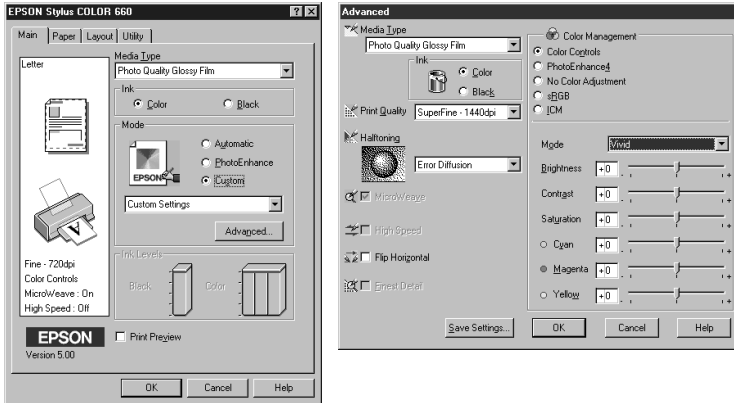 EPSON Stylus COLOR 660
Main Paper Layout Utility
Letter
Media Type
Photo Quality Glossy Film
Ink
Color Black
Mode
EPSON
Automatic
PhotoEnhance
Custom
Custom Settings
Advanced...
Ink Levels
Black Color
Fine - 720dpi
Color Controls
MicroWeave : On
High Speed : Off
EPSON
Version 5.00
Print Preview
OK Cancel Help
Advanced
Media Type
Photo Quality Glossy Film
Ink
Color
Black
Print Quality SuperFine - 1440dpi
Halftoning
Error Diffusion
MicroWeave
High Speed
Flip Horizontal
Finest Detail
Save Settings...
Color Management
Color Controls
PhotoEnhance4
No Color Adjustment
sRGB
ICM
Mode Vivid
Brightness +0 - +
Contrast +0 - +
Saturation +0 - +
Cyan +0 - +
Magenta +0 - +
Yellow +0 - +
OK Cancel Help